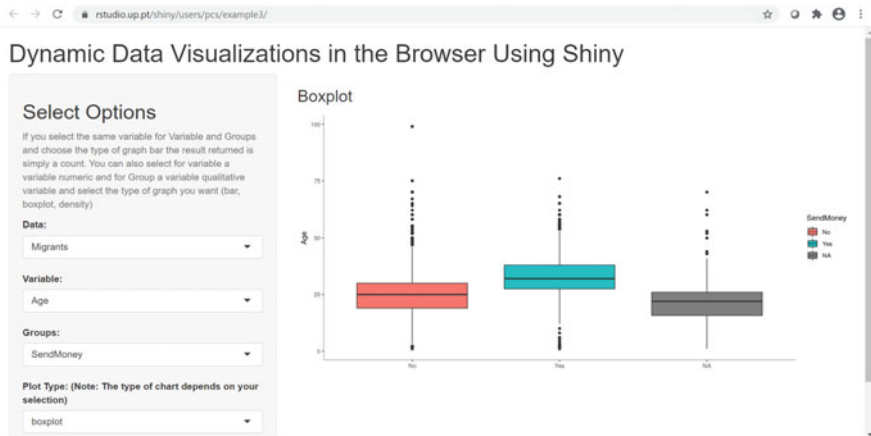 rstudio.up.pt/shiny/users/pcs/example3/
Dynamic Data Visualizations in the Browser Using Shiny
Select Options
If you select the same variable for Variable and Groups
and choose the type of graph bar the result returned is
simply a count. You can also select for variable a
variable numeric and for Group a variable qualitative
variable and select the type of graph you want (bar,
boxplot, density)
Data:
Migrants
Variable:
Age
Groups:
SendMoney
Plot Type: (Note: The type of chart depends on your
selection)
boxplot
Boxplot
100
75
50
25
0
Age
No
Yes
NA
SendMoney
No
Yes
NA